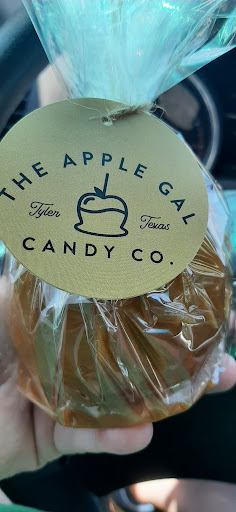 THE APPLE GAL
Tyler Texas
CANDY CO.